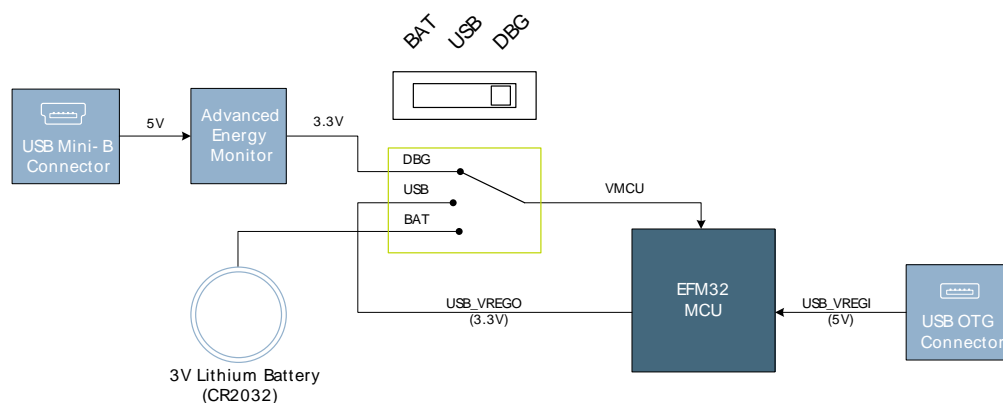 BAT
USB
DBG
USB Mini-B
Connector
5V
Advanced
Energy
Monitor
3.3V
DBG
USB
BAT
VMCU
EFM32
MCU
USB_VREGO
(3.3V)
USB_VREGI
(5V)
USB OTG
Connector
3V Lithium Battery
(CR2032)